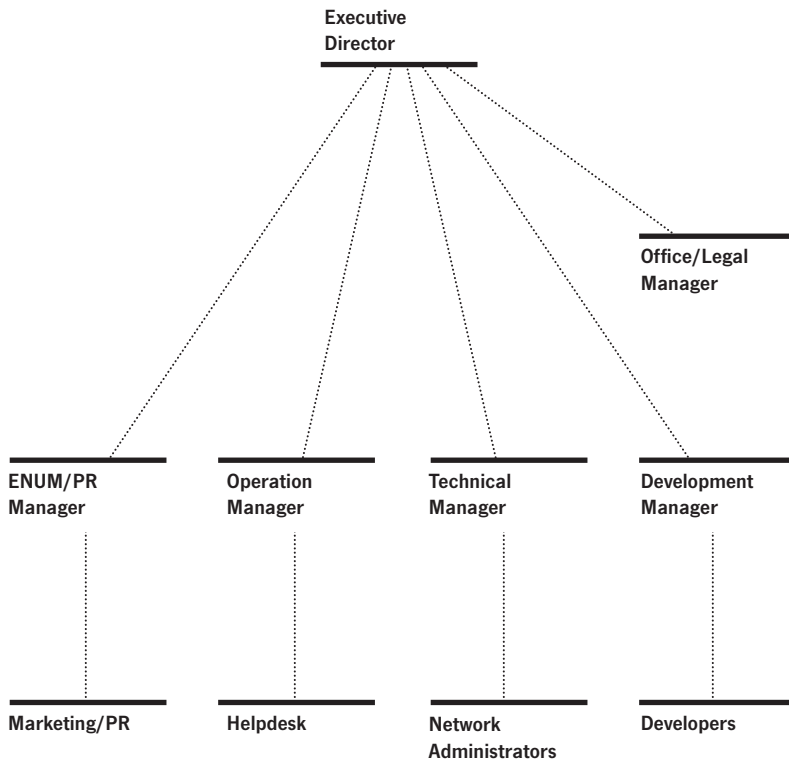 Executive
Director
Office/Legal
Manager
ENUM/PR
Manager
Operation
Manager
Technical
Manager
Development
Manager
Marketing/PR
Helpdesk
Network
Administrators
Developers